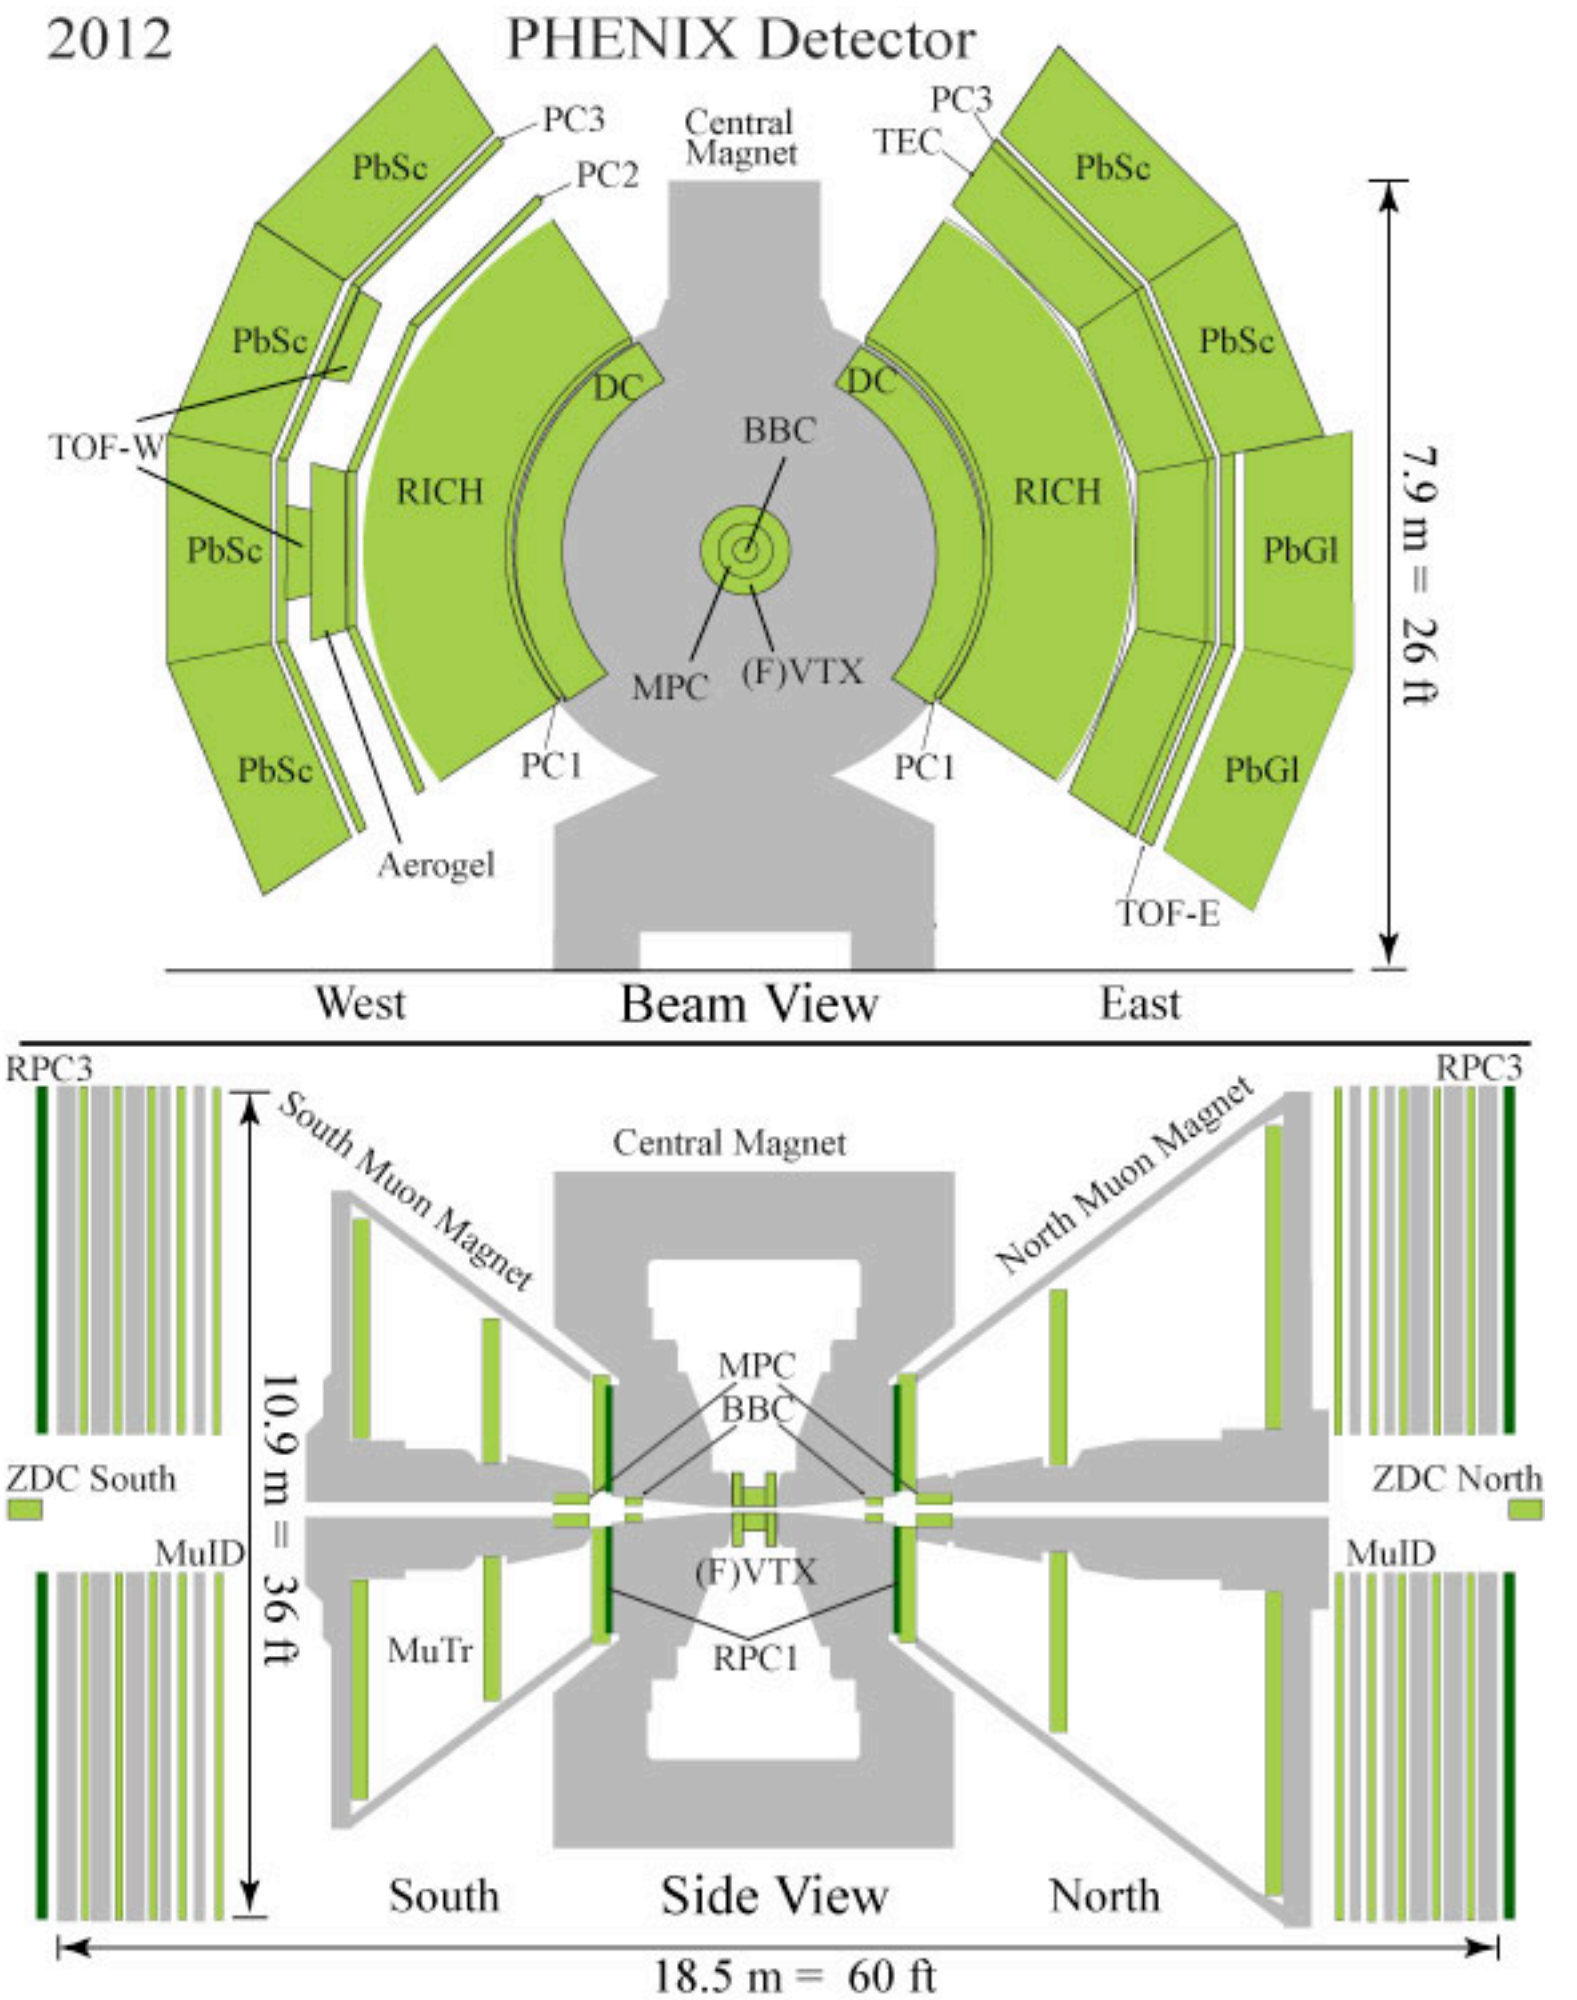 2012
PHENIX Detector
PC3
PC2
Central
Magnet
PC3
TEC
PbSc
PbSc
PbSc
PbSc
TOF-W
DC
DC
BBC
RICH
RICH
PbSc
PbGl
MPC
(F)VTX
PbSc
PC1
PC1
PbGl
Aerogel
TOF-E
7.9 m = 26 ft
West
Beam View
East
RPC3
RPC3
South Muon Magnet
Central Magnet
North Muon Magnet
MPC
BBC
ZDC South
ZDC North
10.9 m = 36 ft
MuID
MuID
(F)VTX
MuTr
RPC1
South
Side View
North
18.5 m = 60 ft